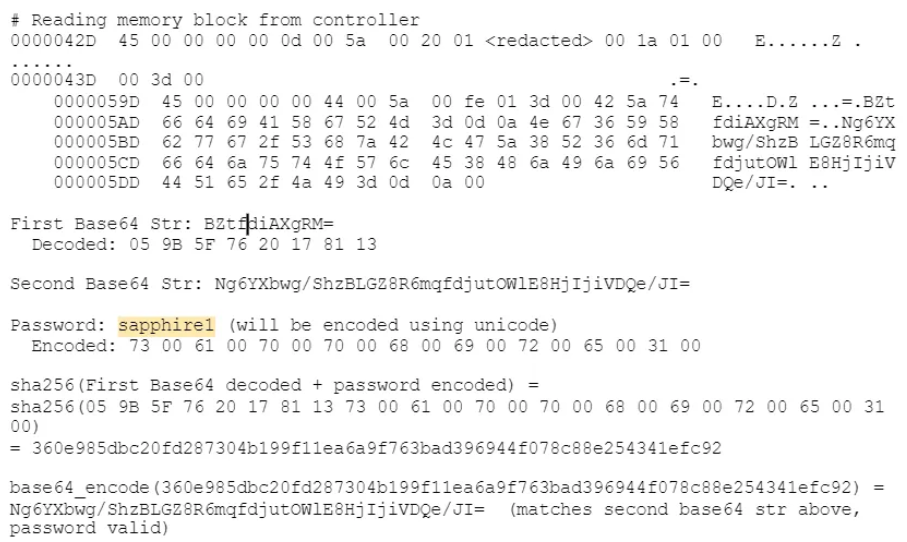 # Reading memory block from controller
0000042D 45 00 00 00 00 0d 00 5a 00 20 01 <redacted> 00 1a 01 00 E......Z .
......
0000043D 00 3d 00 .=.
0000059D 45 00 00 00 00 44 00 5a 00 fe 01 3d 00 42 5a 74 E....D.Z ...=.BZt
000005AD 66 64 69 41 58 67 52 4d 3d 0d 0a 4e 67 36 59 58 fdiAXgRM =..Ng6YX
000005BD 62 77 67 2f 53 68 7a 42 4c 47 5a 38 52 36 6d 71 bwg/ShzB LGZ8R6mq
000005CD 66 64 6a 75 74 4f 57 6c 45 38 48 6a 49 6a 69 56 fdjutOWl E8HjIjiV
000005DD 44 51 65 2f 4a 49 3d 0d 0a 00 DQe/JI=. ..
First Base64 Str: BZtfdiAXgRM=
Decoded: 05 9B 5F 76 20 17 81 13
Second Base64 Str: Ng6YXbwg/ShzBLGZ8R6mqfdjutOWlE8HjIjiVDQe/JI=
Password: sapphire1 (will be encoded using unicode)
Encoded: 73 00 61 00 70 00 70 00 68 00 69 00 72 00 65 00 31 00
sha256(First Base64 decoded + password encoded) =
sha256(05 9B 5F 76 20 17 81 13 73 00 61 00 70 00 70 00 68 00 69 00 72 00 65 00 31
00)
= 360e985dbc20fd287304b199f11ea6a9f763bad396944f078c88e254341efc92
base64_encode(360e985dbc20fd287304b199f11ea6a9f763bad396944f078c88e254341efc92) =
Ng6YXbwg/ShzBLGZ8R6mqfdjutOWlE8HjIjiVDQe/JI= (matches second base64 str above,
password valid)